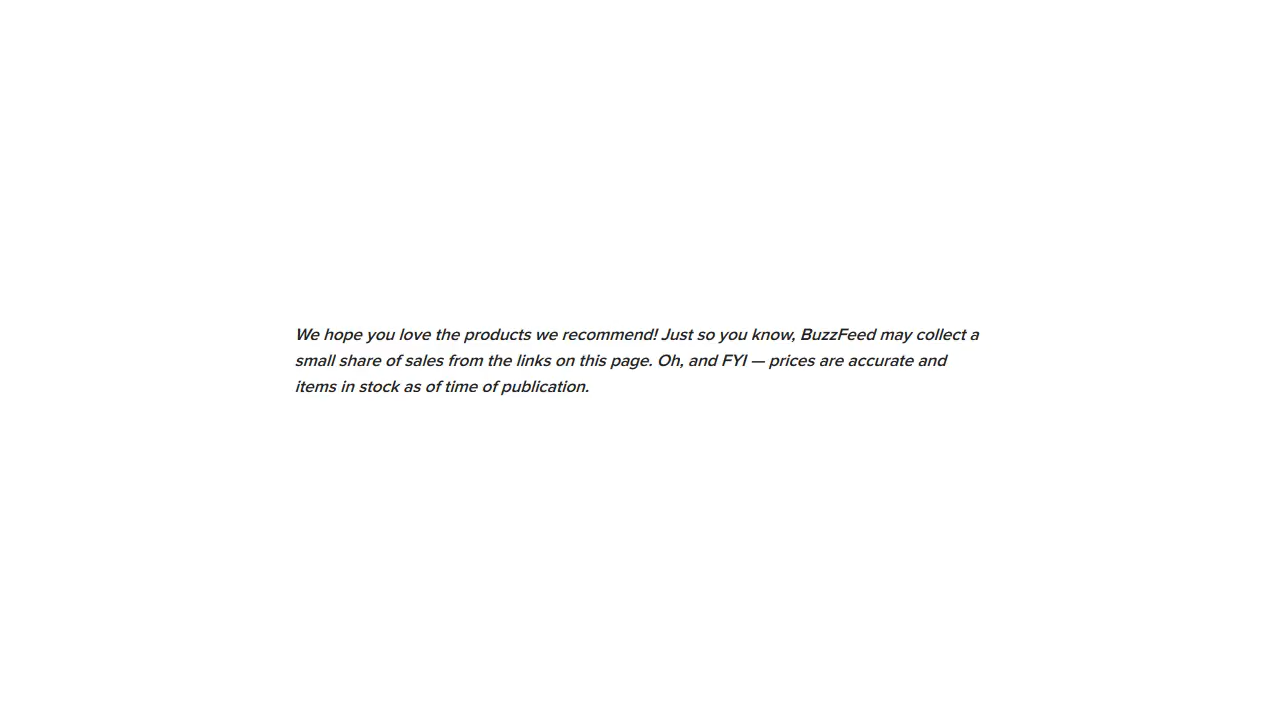 We hope you love the products we recommend! Just so you know, BuzzFeed may collect a
small share of sales from the links on this page. Oh, and FYI — prices are accurate and
items in stock as of time of publication.